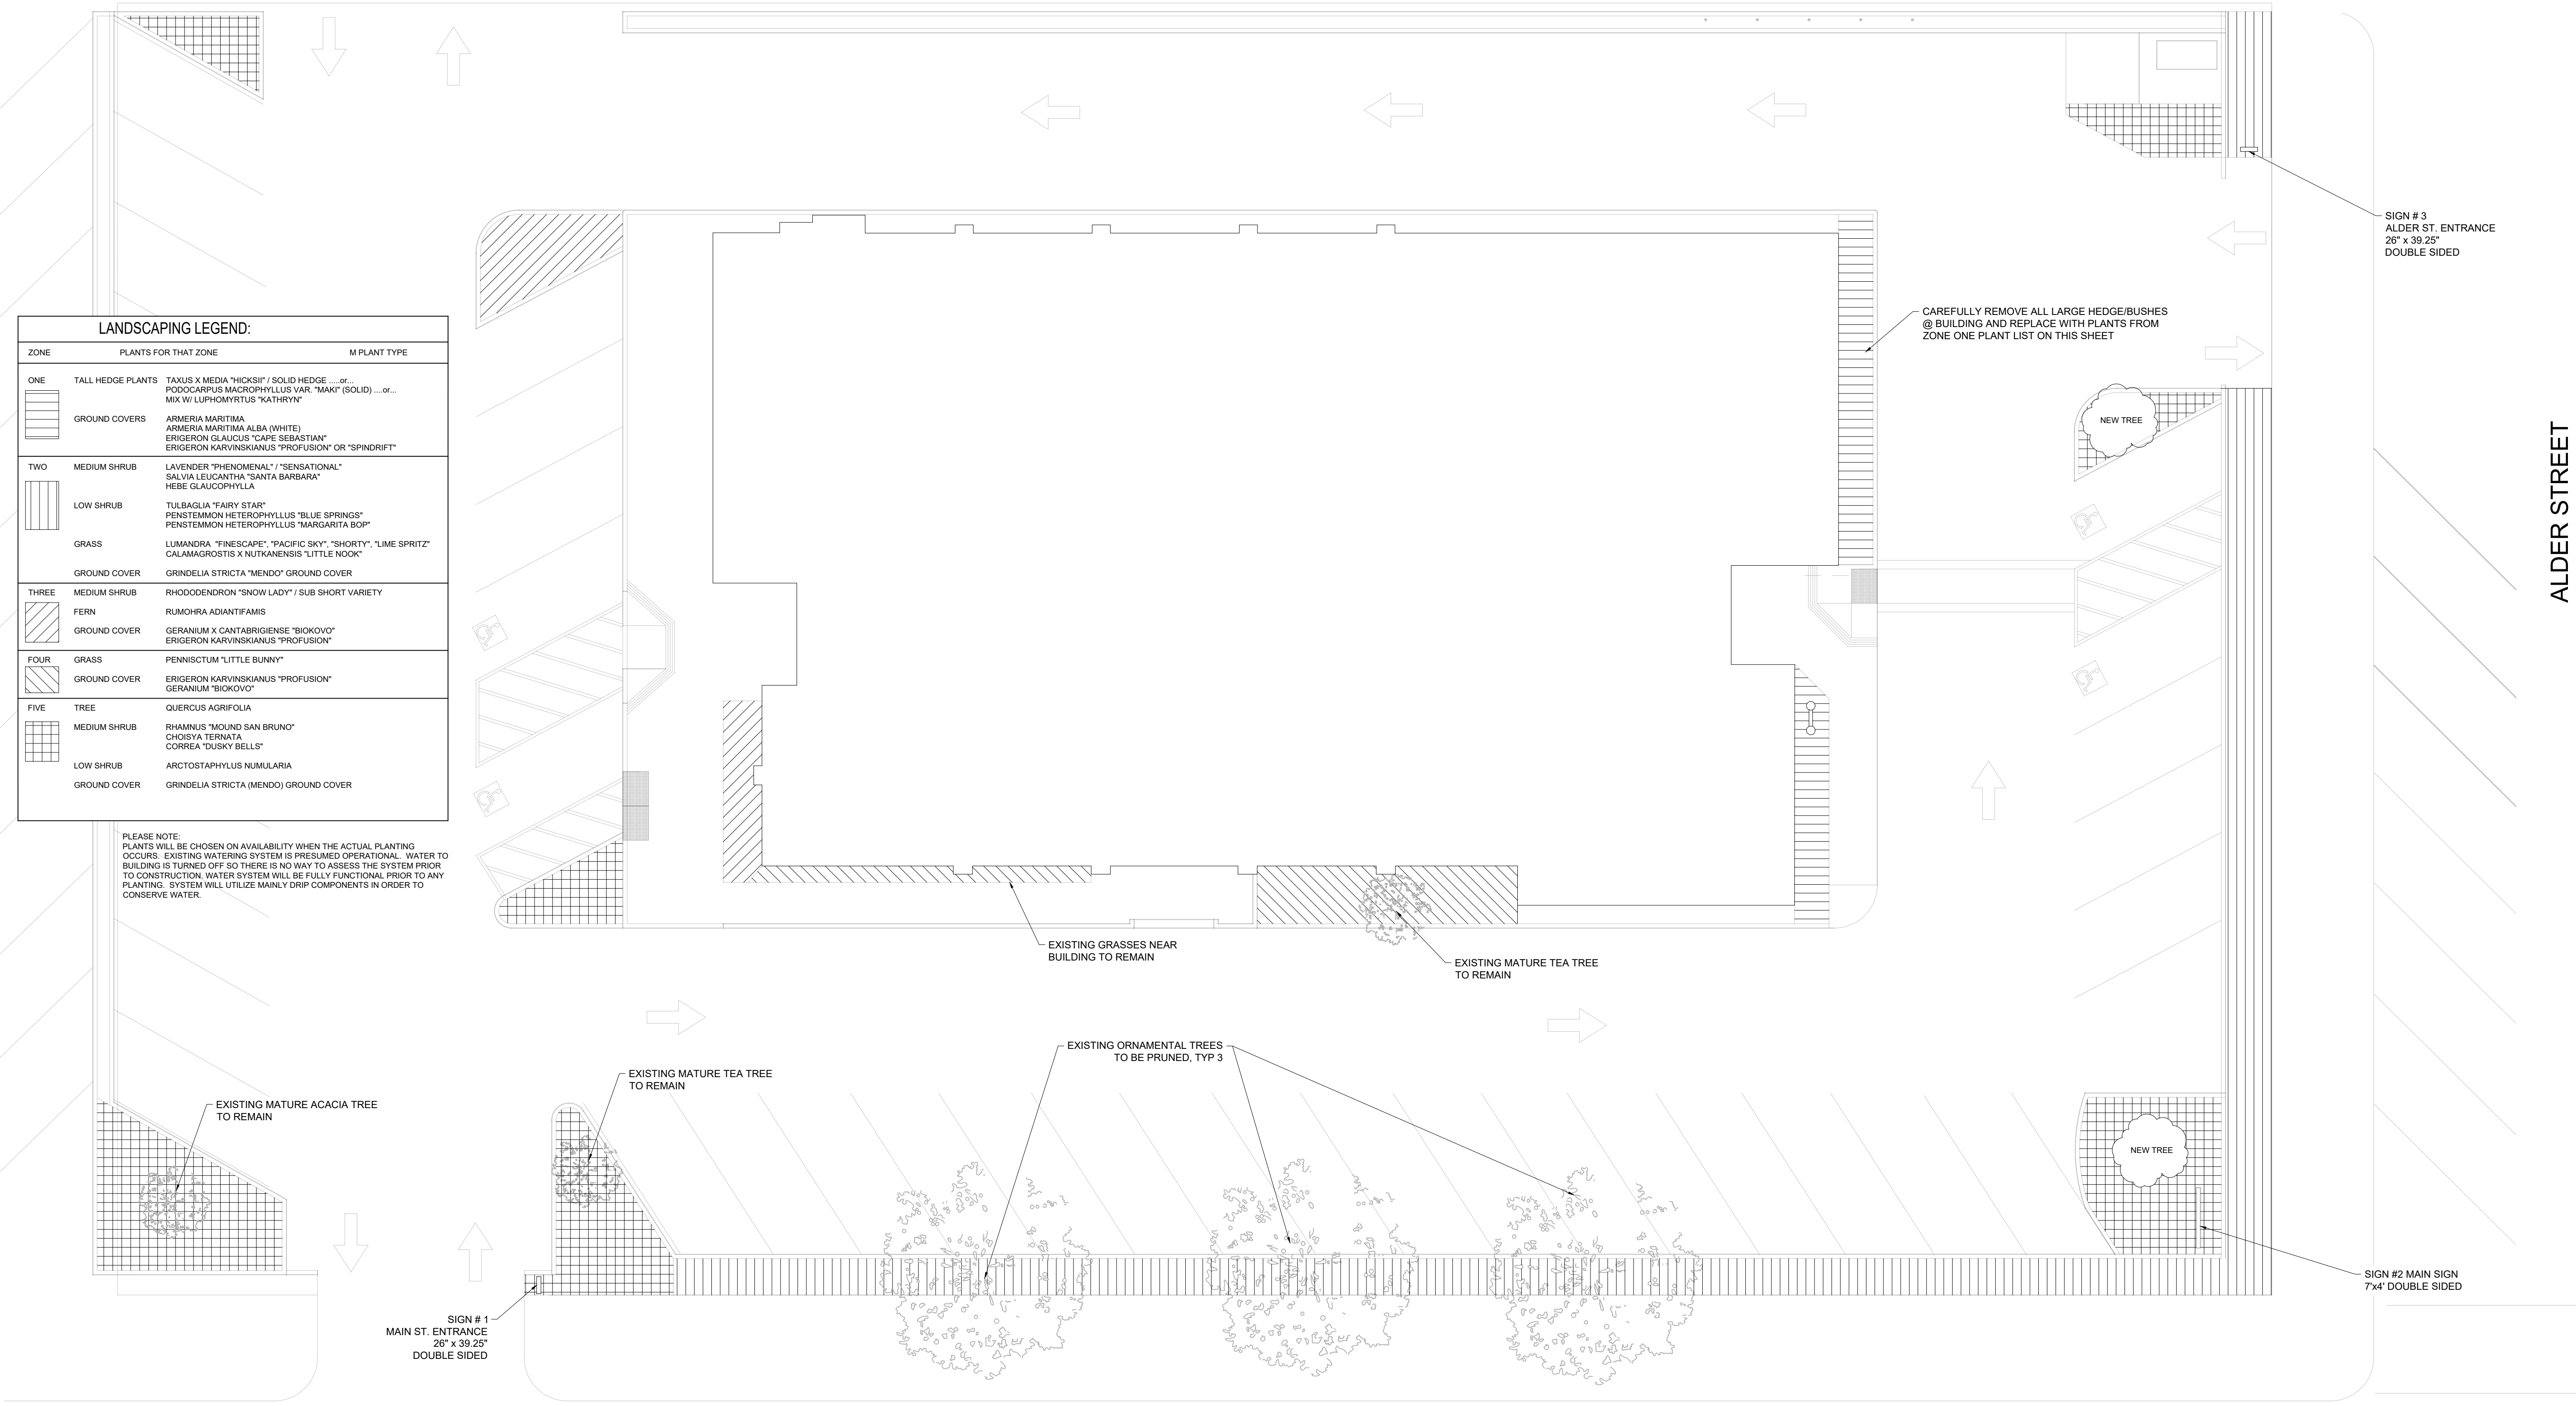 SIGN # 3
ALDER ST. ENTRANCE
26" x 39.25"
DOUBLE SIDED
CAREFULLY REMOVE ALL LARGE HEDGE/BUSHES
@ BUILDING AND REPLACE WITH PLANTS FROM
ZONE ONE PLANT LIST ON THIS SHEET
NEW TREE
ALDER STREET
LANDSCAPING LEGEND:
ZONE PLANTS FOR THAT ZONE M PLANT TYPE
ONE TALL HEDGE PLANTS TAXUS X MEDIA "HICKSII" / SOLID HEDGE .....or...
PODOCARPUS MACROPHYLLUS VAR. "MAKI" (SOLID) ....or...
MIX W/ LUPHOMYRTUS "KATHRYN"
GROUND COVERS ARMERIA MARITIMA
ARMERIA MARITIMA ALBA (WHITE)
ERIGERON GLAUCUS "CAPE SEBASTIAN"
ERIGERON KARVINSKIANUS "PROFUSION" OR "SPINDRIFT"
TWO MEDIUM SHRUB LAVENDER "PHENOMENAL" / "SENSATIONAL"
SALVIA LEUCANTHA "SANTA BARBARA"
HEBE GLAUCOPHYLLA
LOW SHRUB TULBAGLIA "FAIRY STAR"
PENSTEMMON HETEROPHYLLUS "BLUE SPRINGS"
PENSTEMMON HETEROPHYLLUS "MARGARITA BOP"
GRASS LUMANDRA "FINESCAPE", "PACIFIC SKY", "SHORTY", "LIME SPRITZ"
CALAMAGROSTIS X NUTKANENSIS "LITTLE NOOK"
GROUND COVER GRINDELIA STRICTA "MENDO" GROUND COVER
THREE MEDIUM SHRUB RHODODENDRON "SNOW LADY" / SUB SHORT VARIETY
FERN RUMOHRA ADIANTIFAMIS
GROUND COVER GERANIUM X CANTABRIGIENSE "BIOKOVO"
ERIGERON KARVINSKIANUS "PROFUSION"
FOUR GRASS PENNISCTUM "LITTLE BUNNY"
GROUND COVER ERIGERON KARVINSKIANUS "PROFUSION"
GERANIUM "BIOKOVO"
FIVE TREE QUERCUS AGRIFOLIA
MEDIUM SHRUB RHAMNUS "MOUND SAN BRUNO"
CHOISYA TERNATA
CORREA "DUSKY BELLS"
LOW SHRUB ARCTOSTAPHYLUS NUMULARIA
GROUND COVER GRINDELIA STRICTA (MENDO) GROUND COVER
PLEASE NOTE:
PLANTS WILL BE CHOSEN ON AVAILABILITY WHEN THE ACTUAL PLANTING
OCCURS. EXISTING WATERING SYSTEM IS PRESUMED OPERATIONAL. WATER TO
BUILDING IS TURNED OFF SO THERE IS NO WAY TO ASSESS THE SYSTEM PRIOR
TO CONSTRUCTION. WATER SYSTEM WILL BE FULLY FUNCTIONAL PRIOR TO ANY
PLANTING. SYSTEM WILL UTILIZE MAINLY DRIP COMPONENTS IN ORDER TO
CONSERVE WATER.
EXISTING GRASSES NEAR
BUILDING TO REMAIN
EXISTING MATURE TEA TREE
TO REMAIN
EXISTING ORNAMENTAL TREES
TO BE PRUNED, TYP 3
EXISTING MATURE TEA TREE
TO REMAIN
EXISTING MATURE ACACIA TREE
TO REMAIN
NEW TREE
SIGN #2 MAIN SIGN
7'x4' DOUBLE SIDED
SIGN # 1
MAIN ST. ENTRANCE
26" x 39.25"
DOUBLE SIDED